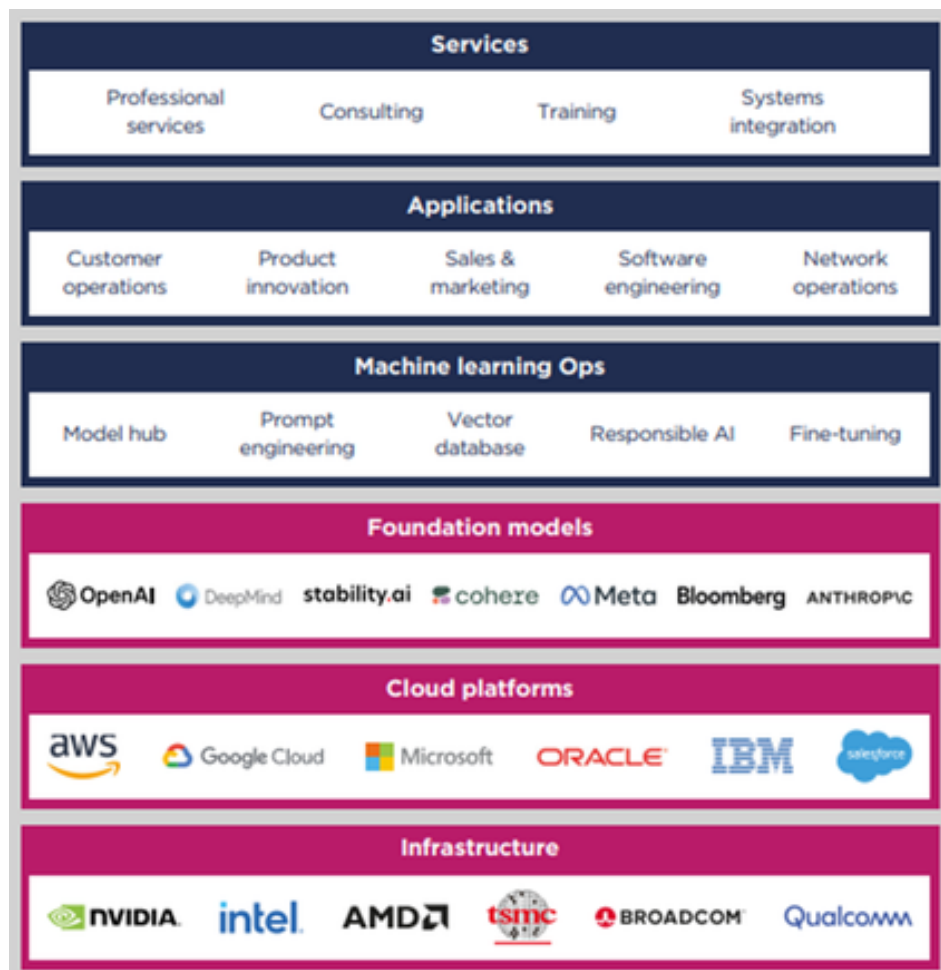 Services
Professional services Consulting Training Systems integration
Applications
Customer operations Product innovation Sales & marketing Software engineering Network operations
Machine learning Ops
Model hub Prompt engineering Vector database Responsible AI Fine-tuning
Foundation models
OpenAI DeepMind stability.ai cohere Meta Bloomberg ANTHROP\C
Cloud platforms
aws Google Cloud Microsoft ORACLE IBM salesforce
Infrastructure
NVIDIA. intel. AMD tsmc BROADCOM Qualcomm